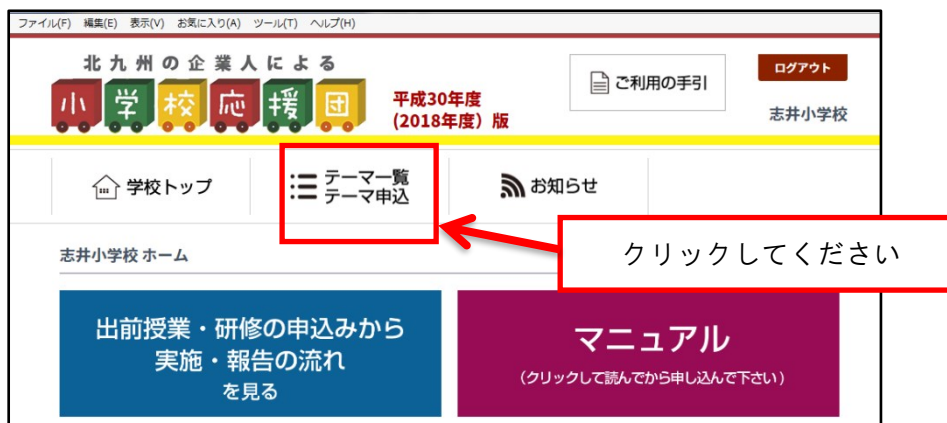 ファイル(F) 編集(E) 表示(V) お気に入り(A) ツール(T) ヘルプ(H)
北九州の企業人による
小学校応援団
平成30年度
(2018年度）版
ご利用の手引
ログアウト
志井小学校
学校トップ
テーマ一覧
テーマ申込
お知らせ
クリックしてください
志井小学校 ホーム
出前授業・研修の申込みから
実施・報告の流れ
を見る
マニュアル
（クリックして読んでから申し込んで下さい）